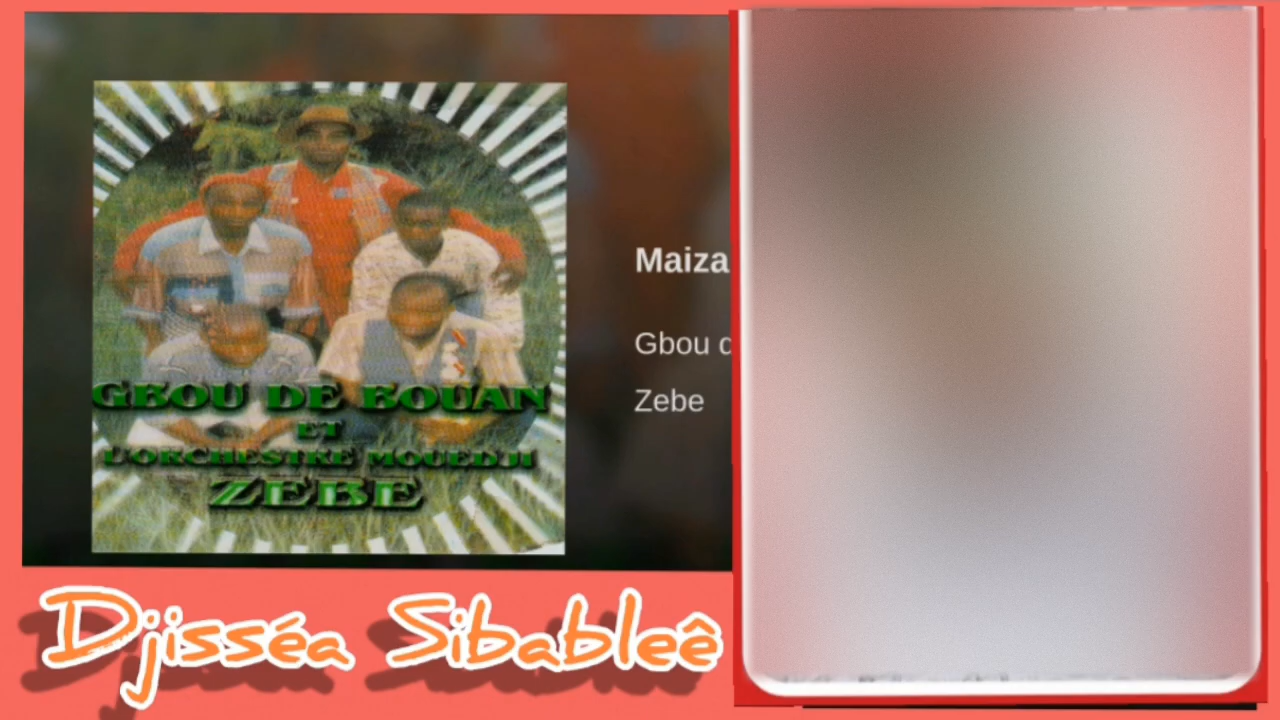 GBOU DE BOUAN
ET
L'ORCHESTRE MOUEDJI
ZEBE
Maiza
Gbou
Zebe
Djisséa Sibableê